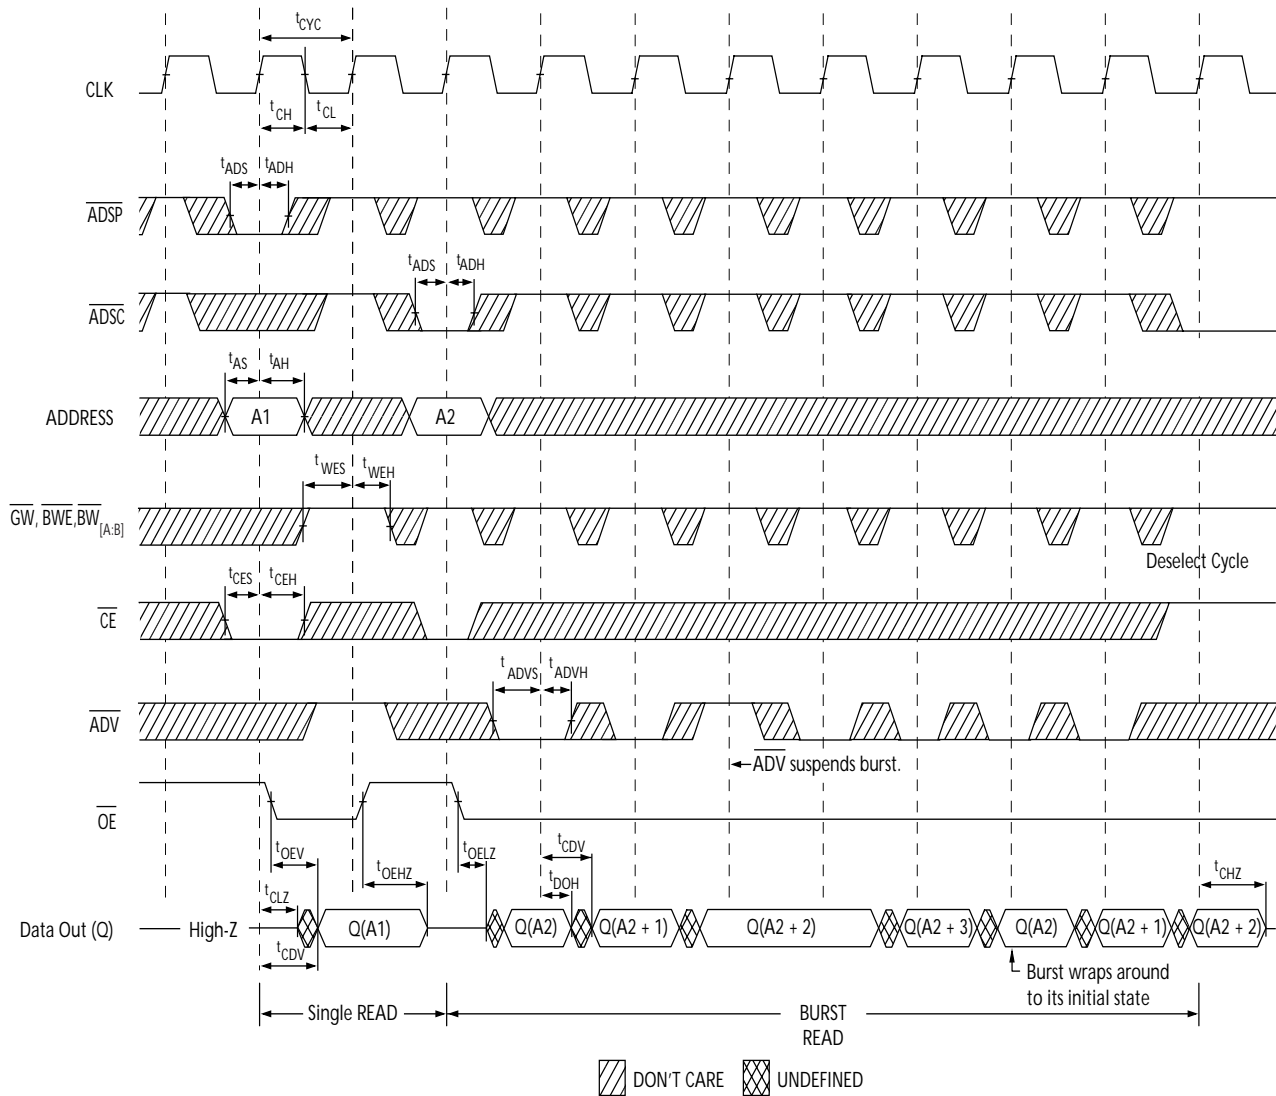 tCYC
CLK
tCH tCL
tADS tADH
ADSP
tADS tADH
ADSC
tAS tAH
ADDRESS A1 A2
tWES tWEH
GW, BWE,BW[A:B]
Deselect Cycle
tCES tCEH
CE
tADVS tADVH
ADV
ADV suspends burst.
OE
tOEV tOEHZ tOELZ tCDV
tCLZ tDOH tCHZ
Data Out (Q) High-Z Q(A1) Q(A2) Q(A2 + 1) Q(A2 + 2) Q(A2 + 3) Q(A2) Q(A2 + 1) Q(A2 + 2)
tCDV
Burst wraps around
to its initial state
Single READ BURST
READ
DON'T CARE UNDEFINED